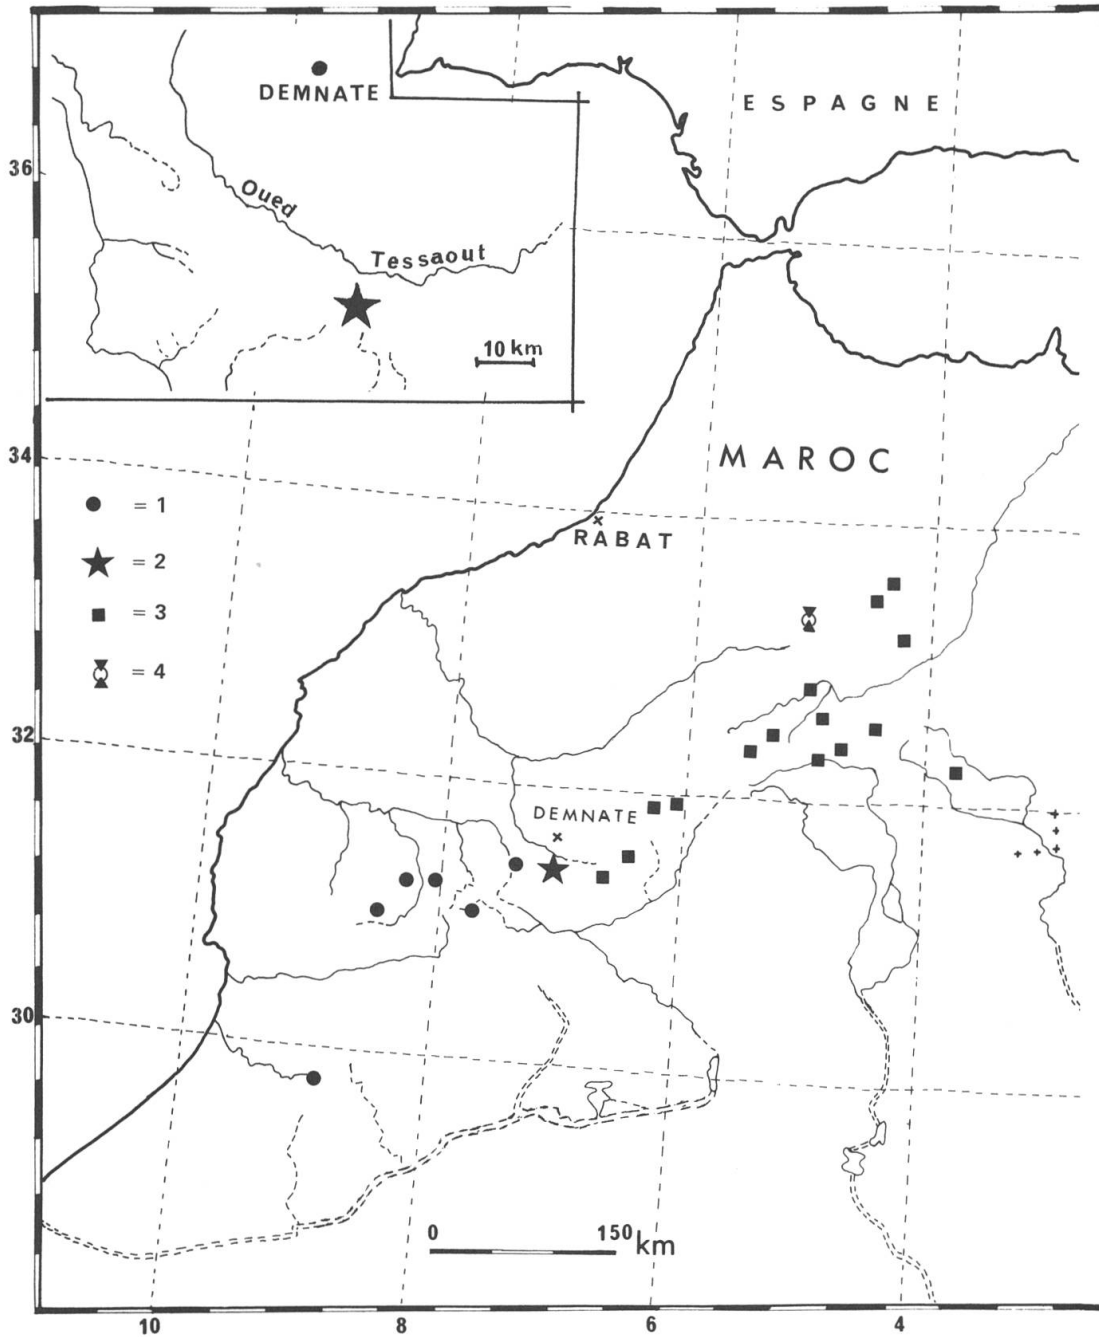 DEMNATE
ESPAGNE
Oued
Tessaout
10 km
36
34
MAROC
= 1
RABAT
= 2
= 3
= 4
32
DEMNATE
30
0 150 km
10 8 6 4